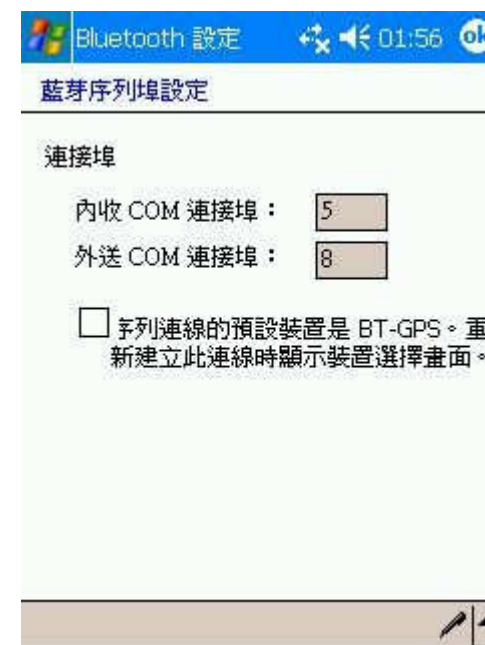 Bluetooth 設定 01:56 ok
藍芽序列埠設定
連接埠
內收 COM 連接埠： 5
外送 COM 連接埠： 8
序列連線的預設裝置是 BT-GPS。重
新建立此連線時顯示裝置選擇畫面。